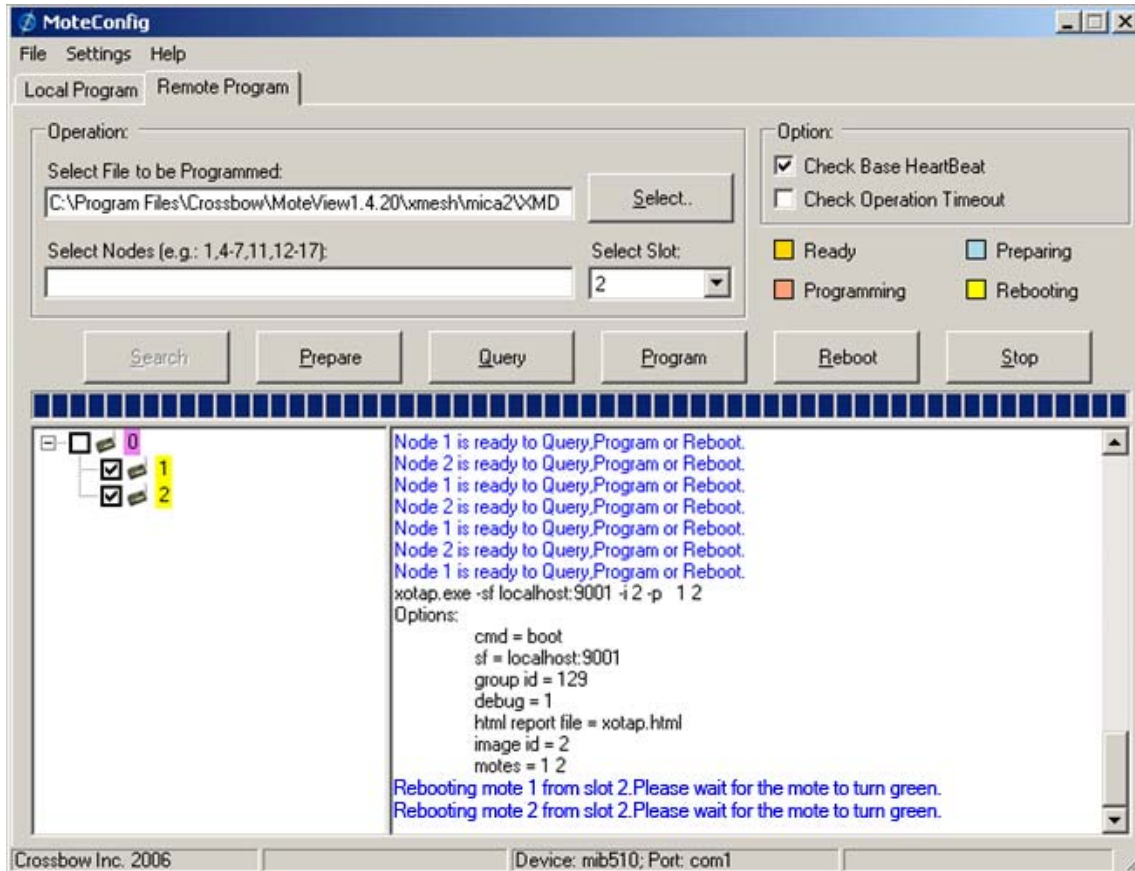 MoteConfig
File Settings Help
Local Program Remote Program
Operation:
Select File to be Programmed:
C:\Program Files\Crossbow\MoteView1.4.20\xmesh\mica2\XMD
Select..
Select Nodes (e.g.: 1,4-7,11,12-17):
Select Slot:
2
Option:
Check Base HeartBeat
Check Operation Timeout
Ready Preparing
Programming Rebooting
Search Prepare Query Program Reboot Stop
0
1
2
Node 1 is ready to Query,Program or Reboot.
Node 2 is ready to Query,Program or Reboot.
Node 1 is ready to Query,Program or Reboot.
Node 2 is ready to Query,Program or Reboot.
Node 1 is ready to Query,Program or Reboot.
Node 2 is ready to Query,Program or Reboot.
Node 1 is ready to Query,Program or Reboot.
xotap.exe -sf localhost:9001 -i 2 -p 1 2
Options:
cmd = boot
sf = localhost:9001
group id = 129
debug = 1
html report file = xotap.html
image id = 2
motes = 1 2
Rebooting mote 1 from slot 2.Please wait for the mote to turn green.
Rebooting mote 2 from slot 2.Please wait for the mote to turn green.
Crossbow Inc. 2006 Device: mib510; Port: com1